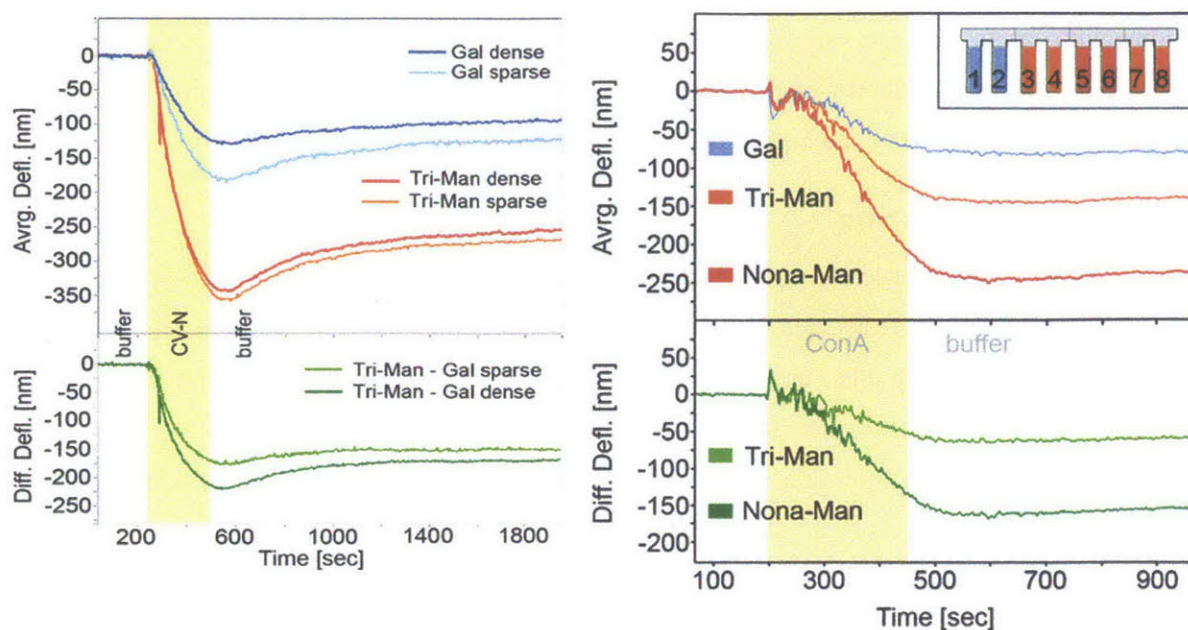 0
-50
-100
-150
-200
-250
-300
-350
Avrg. Defl. [nm]
Gal dense
Gal sparse
Tri-Man dense
Tri-Man sparse
buffer
CV-N
buffer
0
-50
-100
-150
-200
-250
Diff. Defl. [nm]
Tri-Man - Gal sparse
Tri-Man - Gal dense
200 600 1000 1400 1800
Time [sec]
50
0
-50
-100
-150
-200
-250
Avrg. Defl. [nm]
1 2 3 4 5 6 7 8
Gal
Tri-Man
Nona-Man
ConA buffer
50
0
-50
-100
-150
-200
Diff. Defl. [nm]
Tri-Man
Nona-Man
100 300 500 700 900
Time [sec]